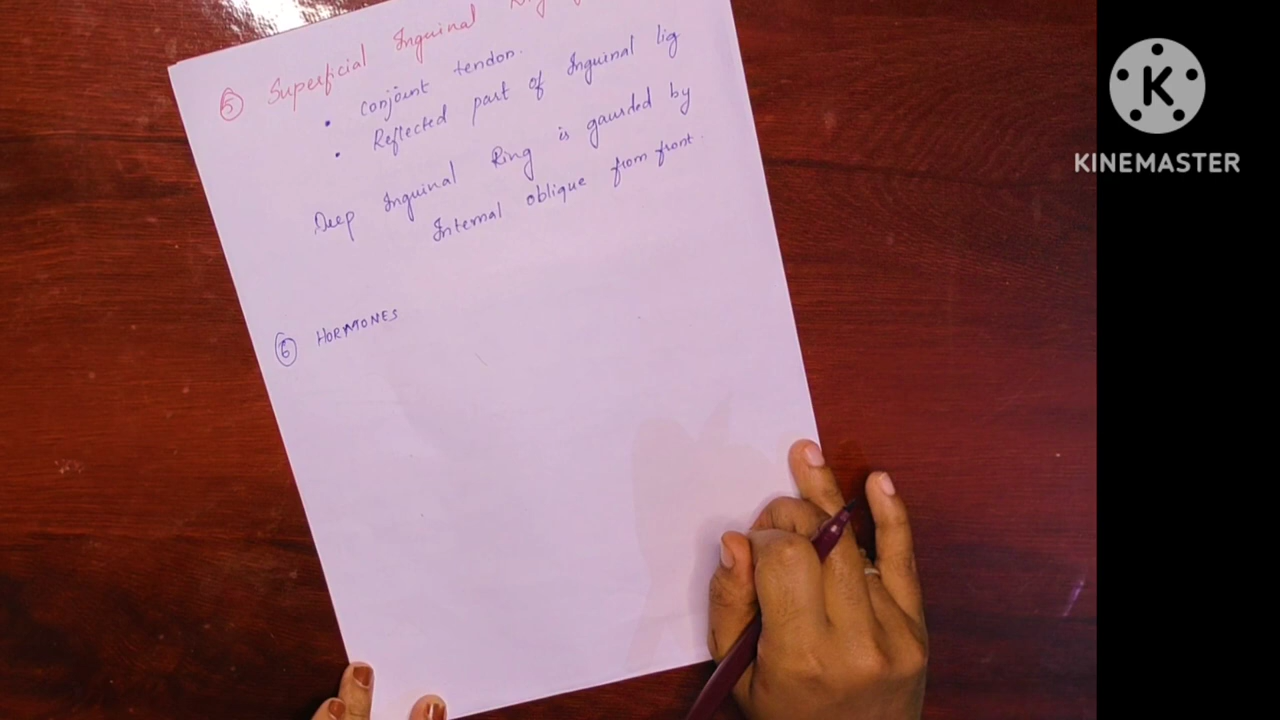 ⑤ Superficial Inguinal
• conjoint tendon.
• Reflected part of Inguinal lig
Deep Inguinal Ring is gaurded by
Internal oblique from front.
⑥ HORMONES
K
KINEMASTER